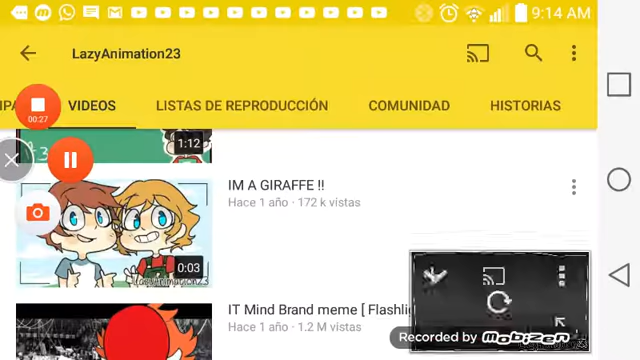 9:14 AM
LazyAnimation23
VIDEOS
LISTAS DE REPRODUCCIÓN
COMUNIDAD
HISTORIAS
00:27
1:12
IM A GIRAFFE !!
Hace 1 año · 172 k vistas
0:03
LazyAnimation23
IT Mind Brand meme [ Flashli
Hace 1 año · 1.2 M vistas
Recorded by Mobizen